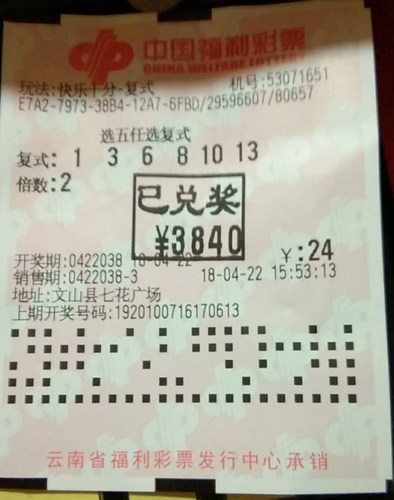 中国福利彩票
CHINA WELFARE LOTTERY
玩法:快乐十分-复式 机号:53071651
E7A2-7973-38B4-12A7-6FBD/29596607/80657
选五任选复式
复式: 1 3 6 8 10 13
倍数:2
已兑奖
¥3840
开奖期:0422038 18-04-22 ¥:24
销售期:0422038-3 18-04-22 15:53:13
地址:文山县七花广场
上期开奖号码:1920100716170613
云南省福利彩票发行中心承销